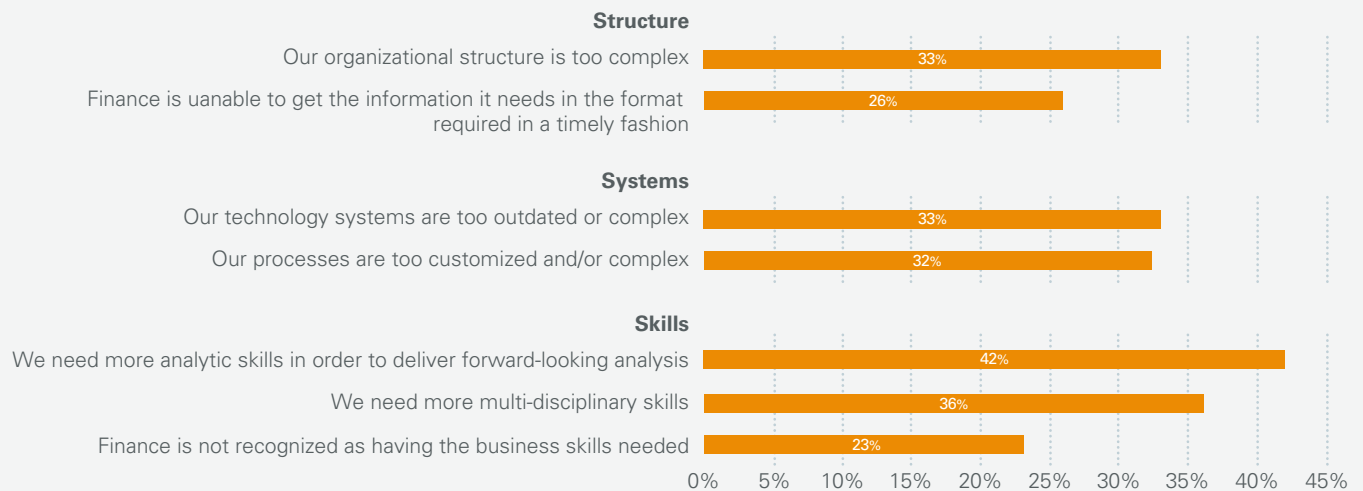 Structure
Our organizational structure is too complex
33%
Finance is uanable to get the information it needs in the format
required in a timely fashion
26%
Systems
Our technology systems are too outdated or complex
33%
Our processes are too customized and/or complex
32%
Skills
We need more analytic skills in order to deliver forward-looking analysis
42%
We need more multi-disciplinary skills
36%
Finance is not recognized as having the business skills needed
23%
0% 5% 10% 15% 20% 25% 30% 35% 40% 45%